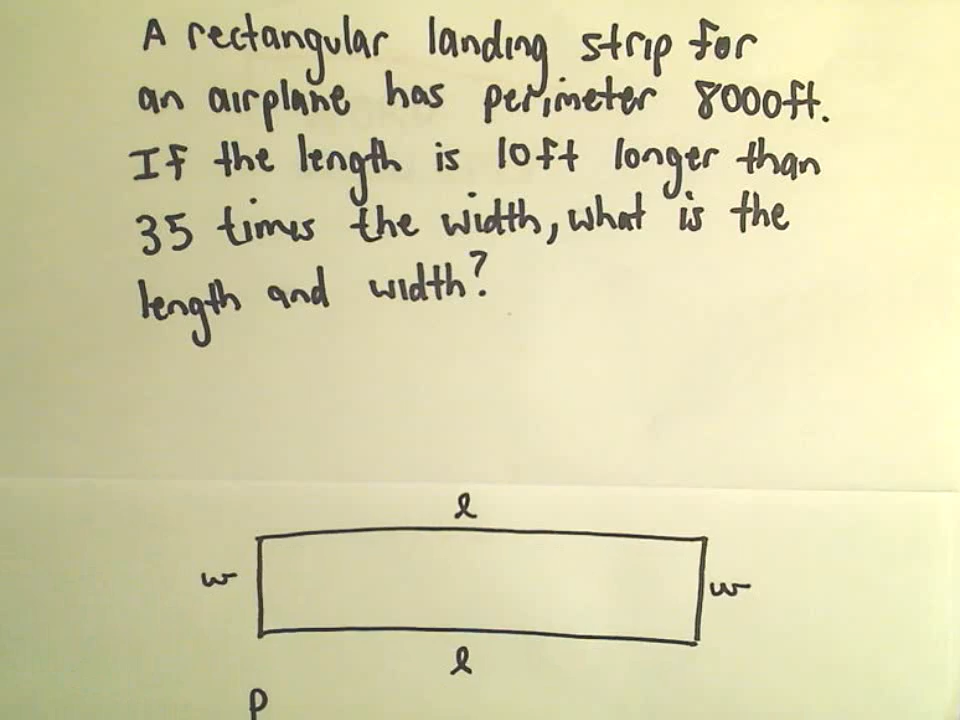 A rectangular landing strip for
an airplane has perimeter 8000ft.
If the length is 10ft longer than
35 times the width, what is the
length and width?
l
w
w
l
P